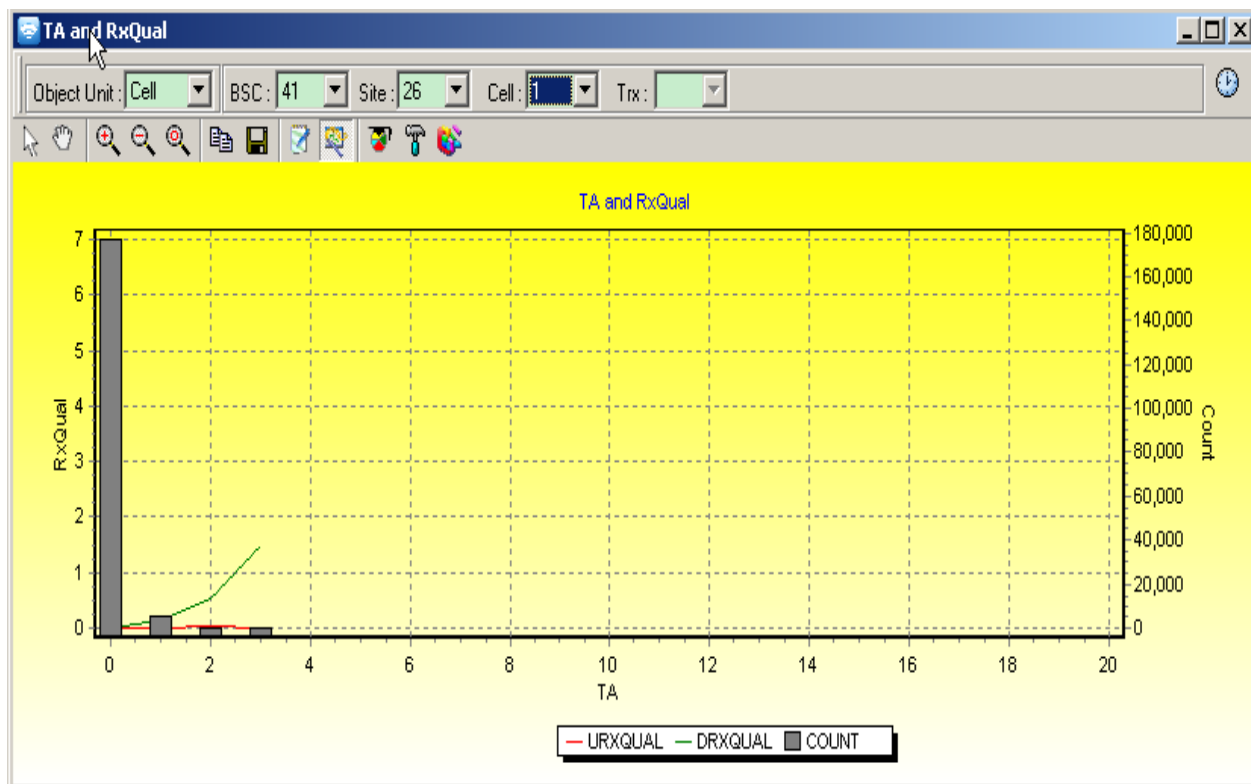 TA and RxQual
Object Unit : Cell BSC : 41 Site : 26 Cell : 1 Trx :
TA and RxQual
7
6
5
4
3
2
1
0
RxQual
180,000
160,000
140,000
120,000
100,000
80,000
60,000
40,000
20,000
0
Count
0 2 4 6 8 10 12 14 16 18 20
TA
URXQUAL DRXQUAL COUNT